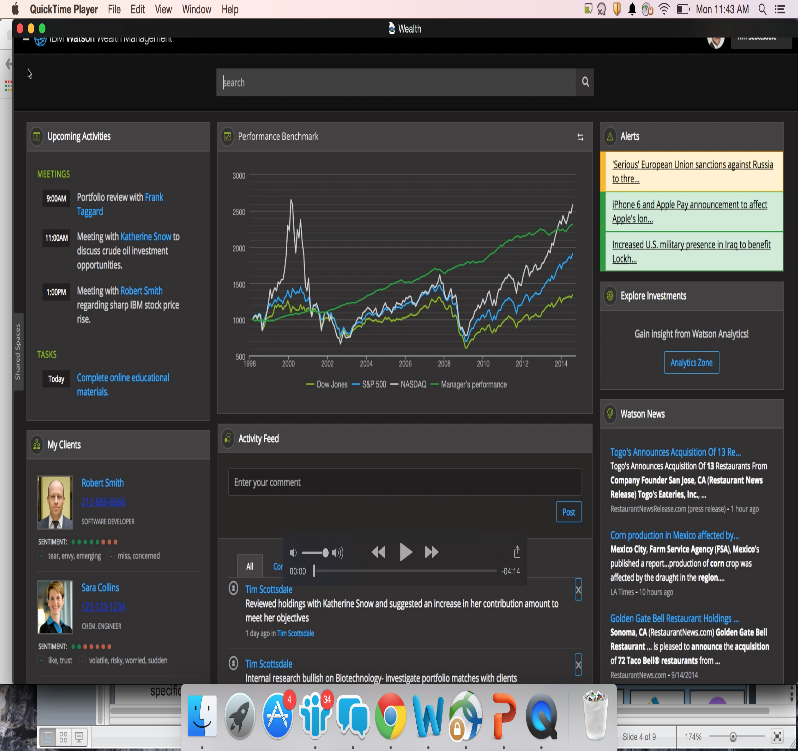 QuickTime Player File Edit View Window Help
Mon 11:43 AM
Wealth
IBM Watson Wealth Management
Tim Scottsdale
search
Upcoming Activities
MEETINGS
9:00AM Portfolio review with Frank
Taggard
11:00AM Meeting with Katherine Snow to
discuss crude oil investment
opportunities.
1:00PM Meeting with Robert Smith
regarding sharp IBM stock price
rise.
TASKS
Today Complete online educational
materials.
Shared Spaces
My Clients
Robert Smith
SOFTWARE DEVELOPER
SENTIMENT:
tear, envy, emerging miss, concerned
Sara Collins
CHEM. ENGINEER
SENTIMENT:
like, trust volatile, risky, worried, sudden
Performance Benchmark
3000
2500
2000
1500
1000
500
1998 2000 2002 2004 2006 2008 2010 2012 2014
Dow Jones S&P 500 NASDAQ Manager's performance
Activity Feed
Enter your comment
Post
All
00:00 -04:14
Tim Scottsdale
Reviewed holdings with Katherine Snow and suggested an increase in her contribution amount to
meet her objectives
1 day ago in Tim Scottsdale
Tim Scottsdale
Internal research bullish on Biotechnology- investigate portfolio matches with clients
Alerts
'Serious' European Union sanctions against Russia
to thre...
iPhone 6 and Apple Pay announcement to affect
Apple's lon...
Increased U.S. military presence in Iraq to benefit
Lockh...
Explore Investments
Gain insight from Watson Analytics!
Analytics Zone
Watson News
Togo's Announces Acquisition Of 13 Re...
Togo's Announces Acquisition Of 13 Restaurants From
Company Founder San Jose, CA (Restaurant News
Release) Togo's Eateries, Inc., ...
RestaurantNewsRelease.com (press release) • 1 hour ago
Corn production in Mexico affected by...
Mexico City, Farm Service Agency (FSA), Mexico's
published a report...production of corn crop was
affected by the draught in the region....
LA Times • 10 hours ago
Golden Gate Bell Restaurant Holdings ...
Sonoma, CA (RestaurantNews.com) Golden Gate Bell
Restaurant ... is pleased to announce the acquisition
of 72 Taco Bell® restaurants from ...
RestaurantNews.com • 9/14/2014
specific
4
34
Slide 4 of 9
174%